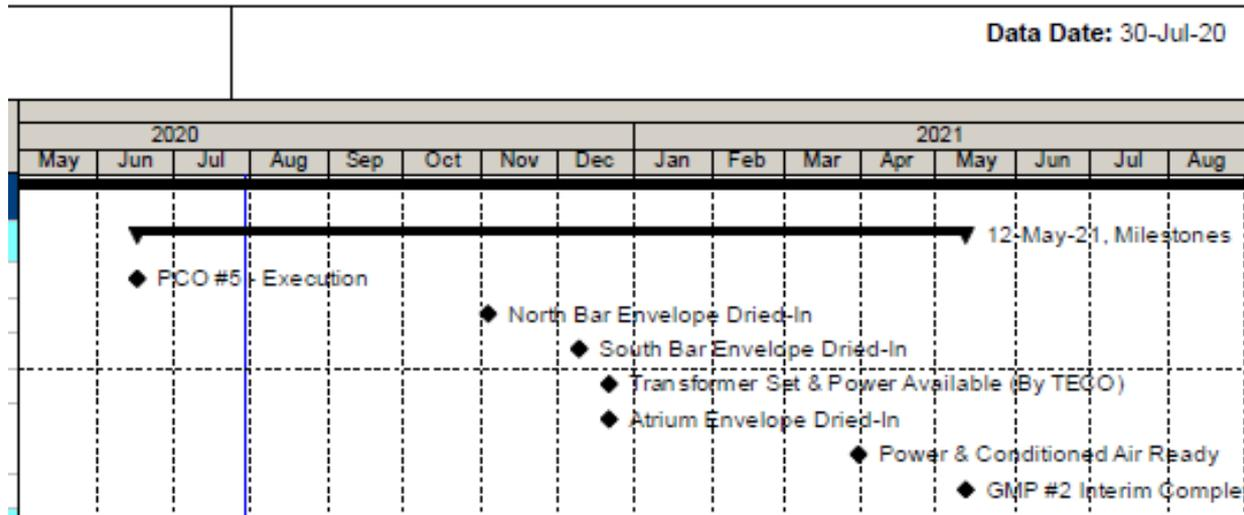 Data Date: 30-Jul-20
2020 2021
May Jun Jul Aug Sep Oct Nov Dec Jan Feb Mar Apr May Jun Jul Aug
12-May-21, Milestones
PCO #5 - Execution
North Bar Envelope Dried-In
South Bar Envelope Dried-In
Transformer Set & Power Available (By TECO)
Atrium Envelope Dried-In
Power & Conditioned Air Ready
GMP #2 Interim Comple